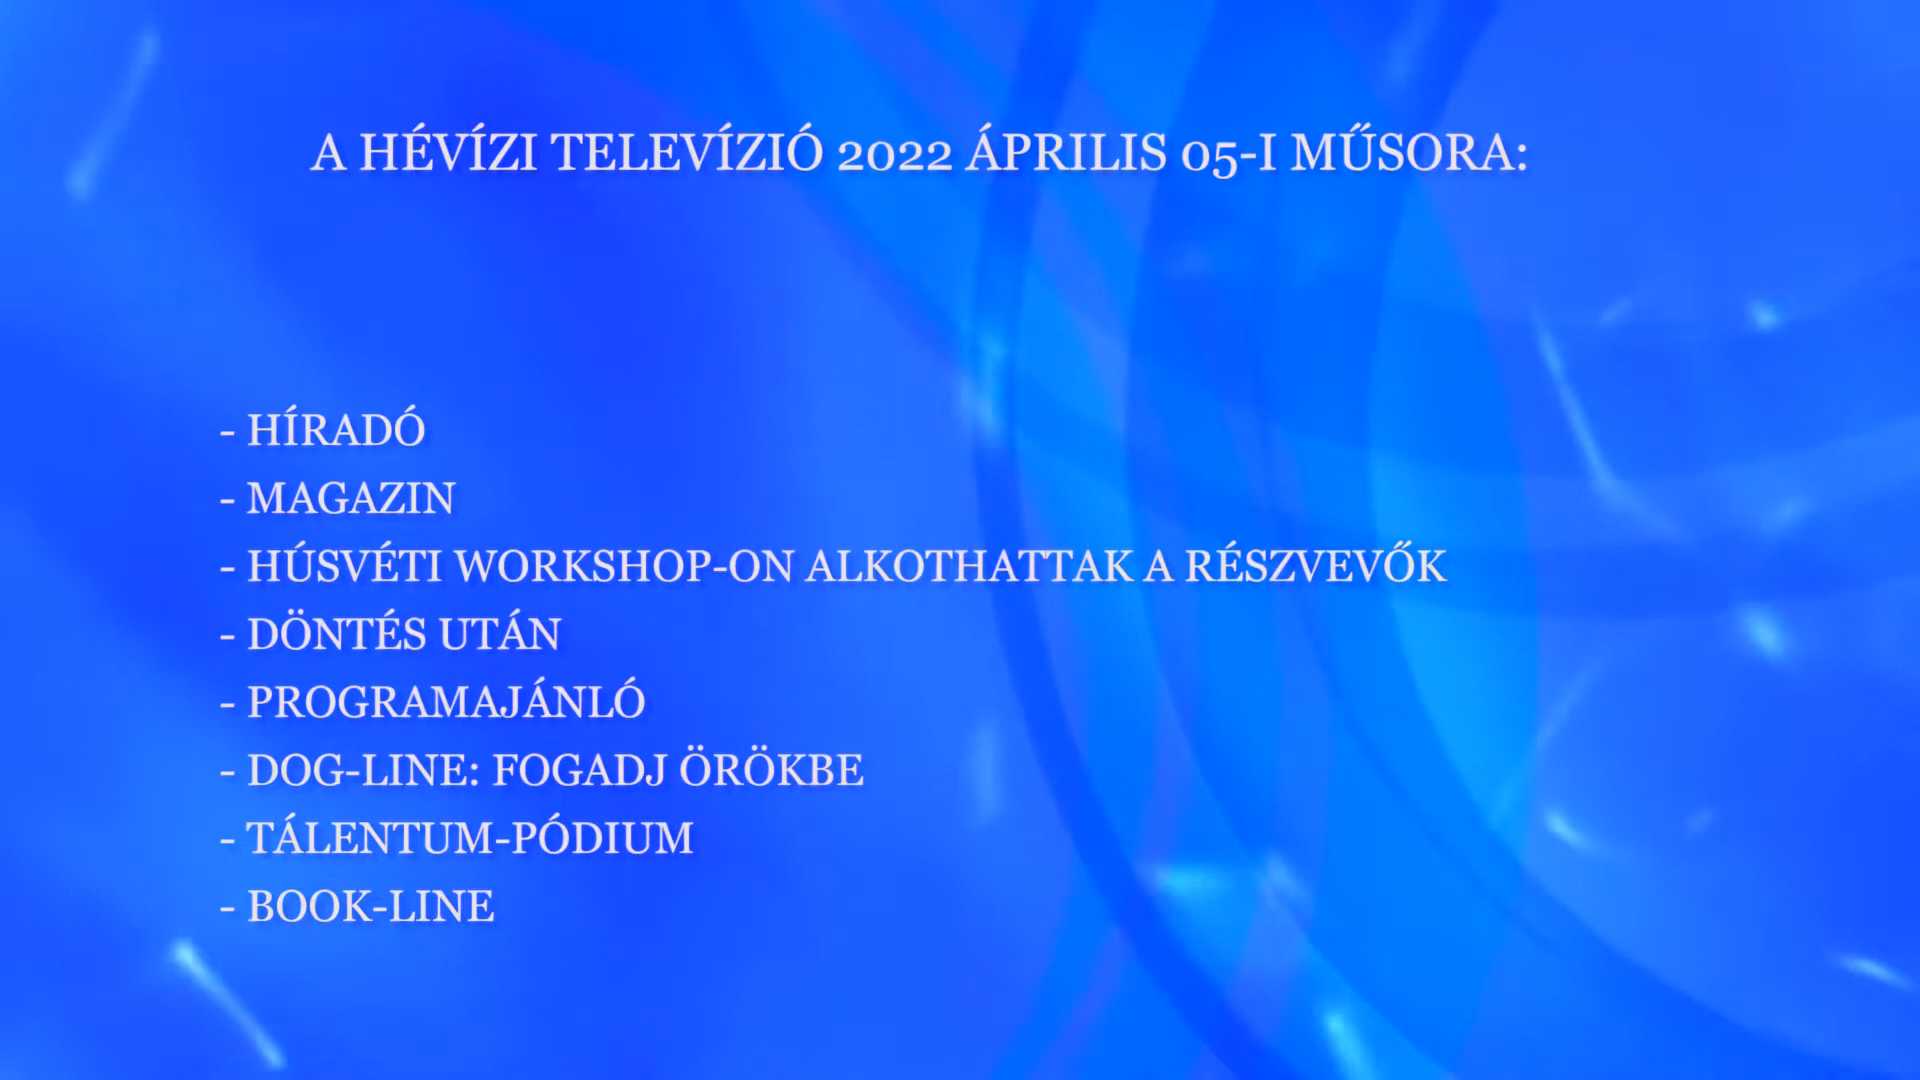 A HÉVÍZI TELEVÍZIÓ 2022 ÁPRILIS 05-I MŰSORA:
- HÍRADÓ
- MAGAZIN
- HÚSVÉTI WORKSHOP-ON ALKOTHATTAK A RÉSZVEVŐK
- DÖNTÉS UTÁN
- PROGRAMAJÁNLÓ
- DOG-LINE: FOGADJ ÖRÖKBE
- TÁLENTUM-PÓDIUM
- BOOK-LINE